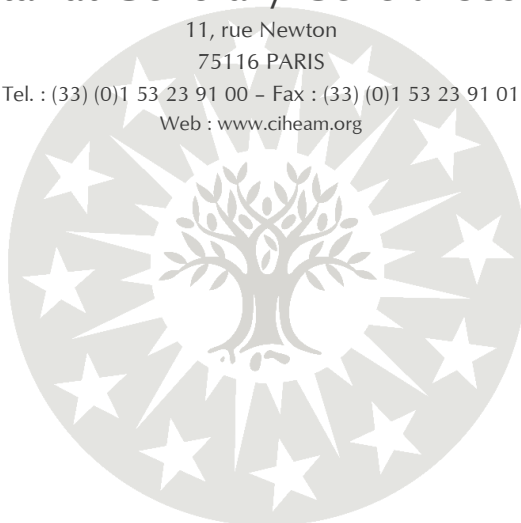 11, rue Newton
75116 PARIS
Tel. : (33) (0)1 53 23 91 00 – Fax : (33) (0)1 53 23 91 01
Web : www.ciheam.org